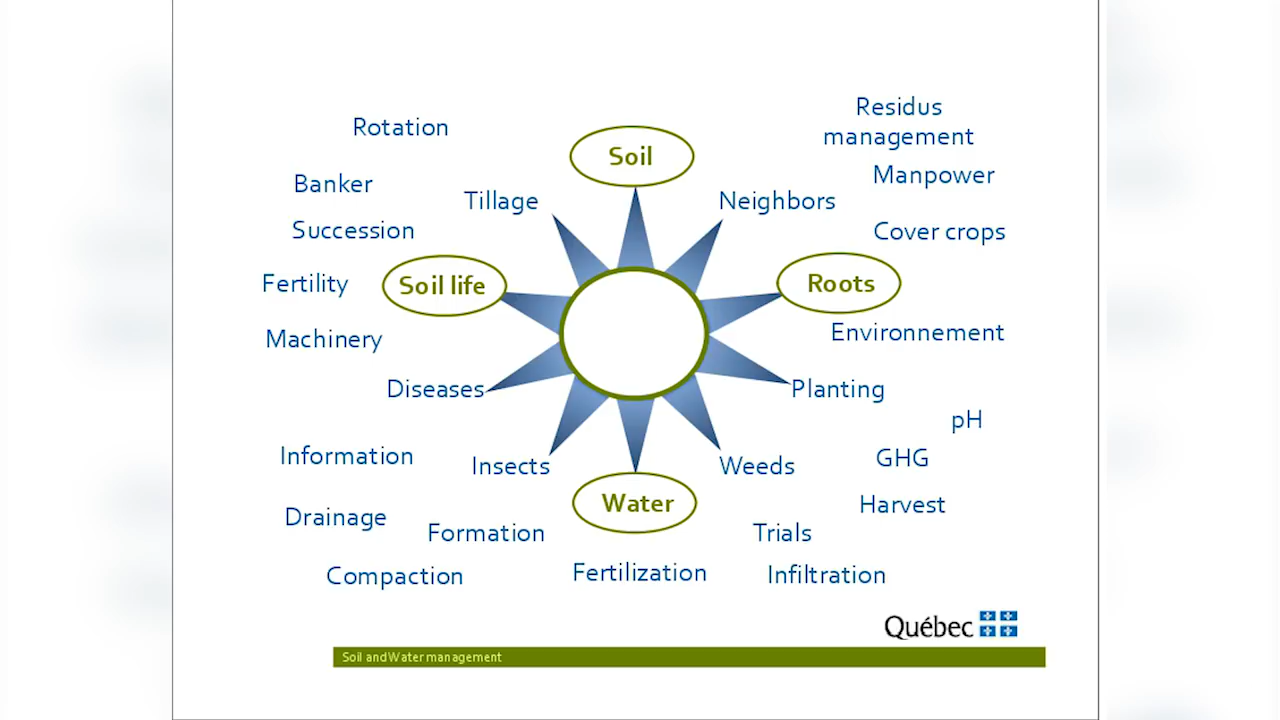 Residus
management
Rotation
Soil
Manpower
Banker
Tillage
Neighbors
Succession
Cover crops
Fertility
Soil life
Roots
Machinery
Environnement
Diseases
Planting
pH
Information
Insects
Weeds
GHG
Water
Harvest
Drainage
Formation
Trials
Compaction
Fertilization
Infiltration
Québec
Soil and Water management